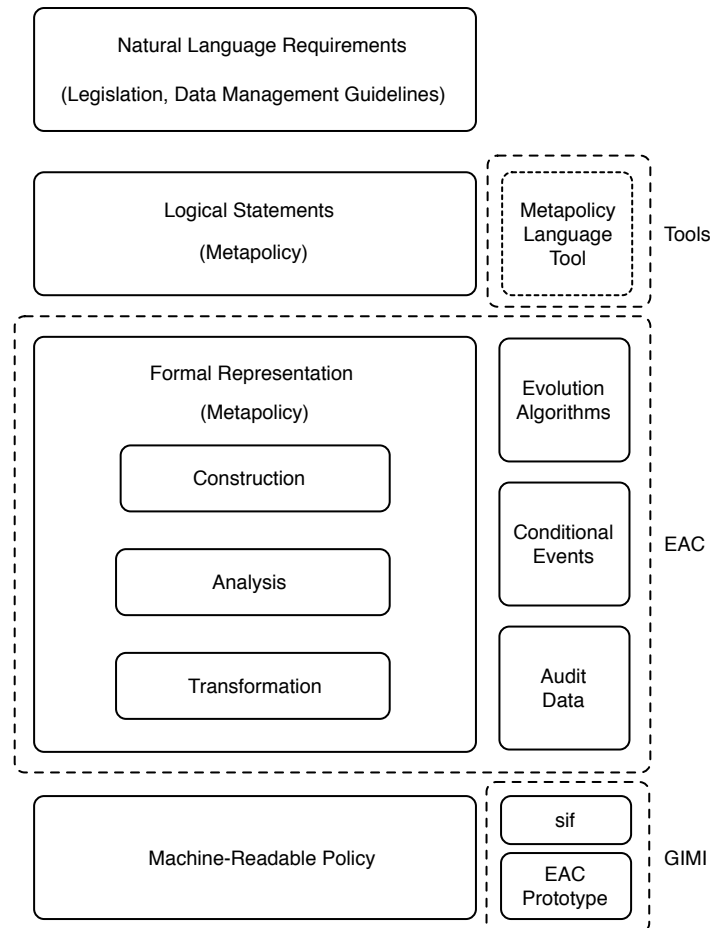 Natural Language Requirements
(Legislation, Data Management Guidelines)
Logical Statements
(Metapolicy)
Metapolicy
Language
Tool
Tools
Formal Representation
(Metapolicy)
Construction
Analysis
Transformation
Evolution
Algorithms
Conditional
Events
Audit
Data
EAC
Machine-Readable Policy
sif
EAC
Prototype
GIMI